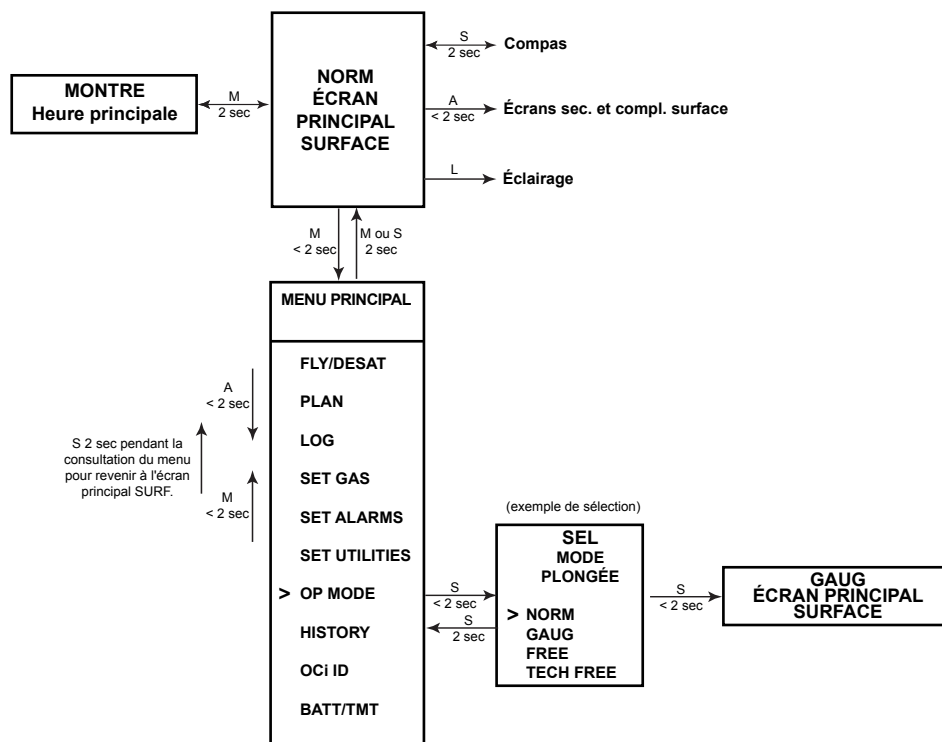 MONTRE
Heure principale
M
2 sec
NORM
ÉCRAN
PRINCIPAL
SURFACE
S
2 sec
Compas
A
< 2 sec
Écrans sec. et compl. surface
L
Éclairage
M
< 2 sec
M ou S
2 sec
MENU PRINCIPAL
FLY/DESAT
PLAN
LOG
SET GAS
SET ALARMS
SET UTILITIES
> OP MODE
HISTORY
OCi ID
BATT/TMT
A
< 2 sec
S 2 sec pendant la
consultation du menu
pour revenir à l'écran
principal SURF.
M
< 2 sec
S
< 2 sec
S
2 sec
(exemple de sélection)
SEL
MODE
PLONGÉE
> NORM
GAUG
FREE
TECH FREE
S
< 2 sec
GAUG
ÉCRAN PRINCIPAL
SURFACE